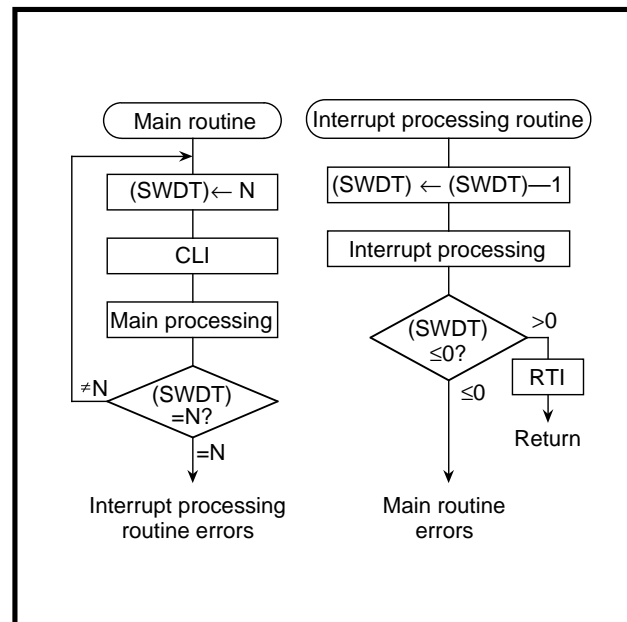 Main routine
(SWDT)← N
CLI
Main processing
≠N
(SWDT)
=N?
=N
Interrupt processing
routine errors
Interrupt processing routine
(SWDT) ← (SWDT)—1
Interrupt processing
(SWDT)
≤0?
>0
≤0
RTI
Return
Main routine
errors